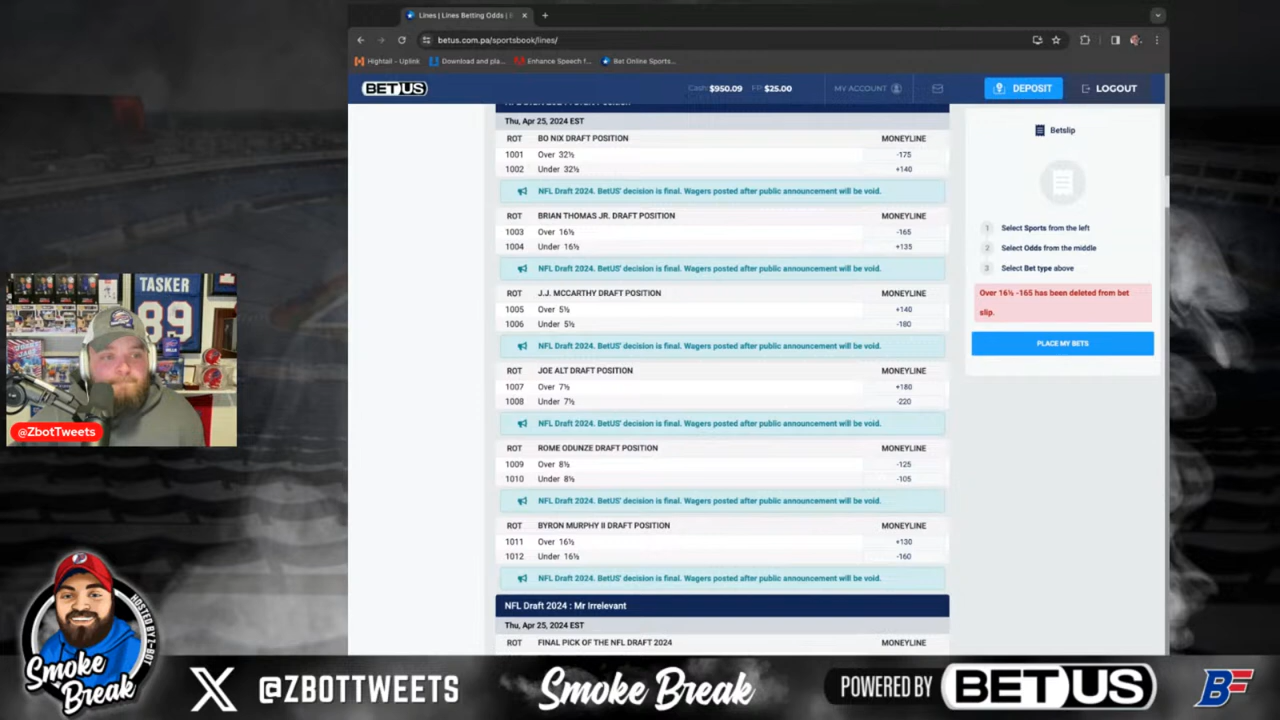 Lines | Lines Betting Odds | B
betus.com.pa/sportsbook/lines/
Hightail - Uplink
Download and pla...
Enhance Speech f...
Bet Online Sports...
BETUS
Cash $950.09 FP $25.00
MY ACCOUNT
DEPOSIT
LOGOUT
Thu, Apr 25, 2024 EST
ROT BO NIX DRAFT POSITION MONEYLINE
1001 Over 32½ -175
1002 Under 32½ +140
NFL Draft 2024. BetUS' decision is final. Wagers posted after public announcement will be void.
ROT BRIAN THOMAS JR. DRAFT POSITION MONEYLINE
1003 Over 16½ -165
1004 Under 16½ +135
NFL Draft 2024. BetUS' decision is final. Wagers posted after public announcement will be void.
ROT J.J. MCCARTHY DRAFT POSITION MONEYLINE
1005 Over 5½ +140
1006 Under 5½ -180
NFL Draft 2024. BetUS' decision is final. Wagers posted after public announcement will be void.
ROT JOE ALT DRAFT POSITION MONEYLINE
1007 Over 7½ +180
1008 Under 7½ -220
NFL Draft 2024. BetUS' decision is final. Wagers posted after public announcement will be void.
ROT ROME ODUNZE DRAFT POSITION MONEYLINE
1009 Over 8½ -125
1010 Under 8½ -105
NFL Draft 2024. BetUS' decision is final. Wagers posted after public announcement will be void.
ROT BYRON MURPHY II DRAFT POSITION MONEYLINE
1011 Over 16½ +130
1012 Under 16½ -160
NFL Draft 2024. BetUS' decision is final. Wagers posted after public announcement will be void.
NFL Draft 2024 : Mr Irrelevant
Thu, Apr 25, 2024 EST
ROT FINAL PICK OF THE NFL DRAFT 2024 MONEYLINE
Betslip
1 Select Sports from the left
2 Select Odds from the middle
3 Select Bet type above
Over 16½ -165 has been deleted from bet
slip.
PLACE MY BETS
TASKER
89
@ZbotTweets
HOSTED BY Z-BOT
Smoke
Break
X @ZBOTTWEETS
Smoke Break
POWERED BY BETUS
BF